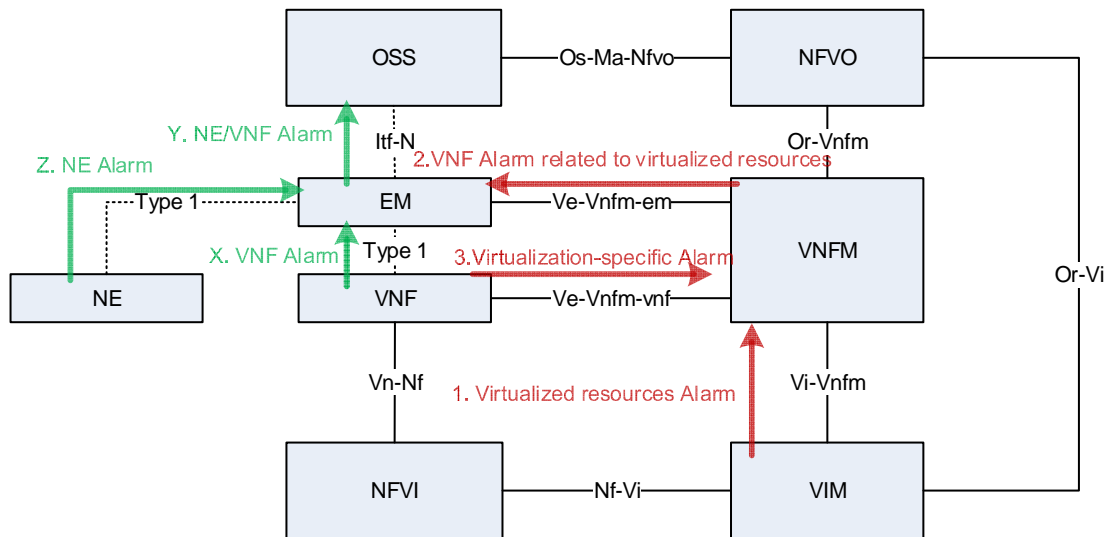 OSS
Os-Ma-Nfvo
NFVO
Y. NE/VNF Alarm
Itf-N
Or-Vnfm
Z. NE Alarm
2.VNF Alarm related to virtualized resources
Type 1
EM
Ve-Vnfm-em
X. VNF Alarm
Type 1
3.Virtualization-specific Alarm
VNFM
Or-Vi
NE
VNF
Ve-Vnfm-vnf
Vn-Nf
1. Virtualized resources Alarm
Vi-Vnfm
NFVI
Nf-Vi
VIM